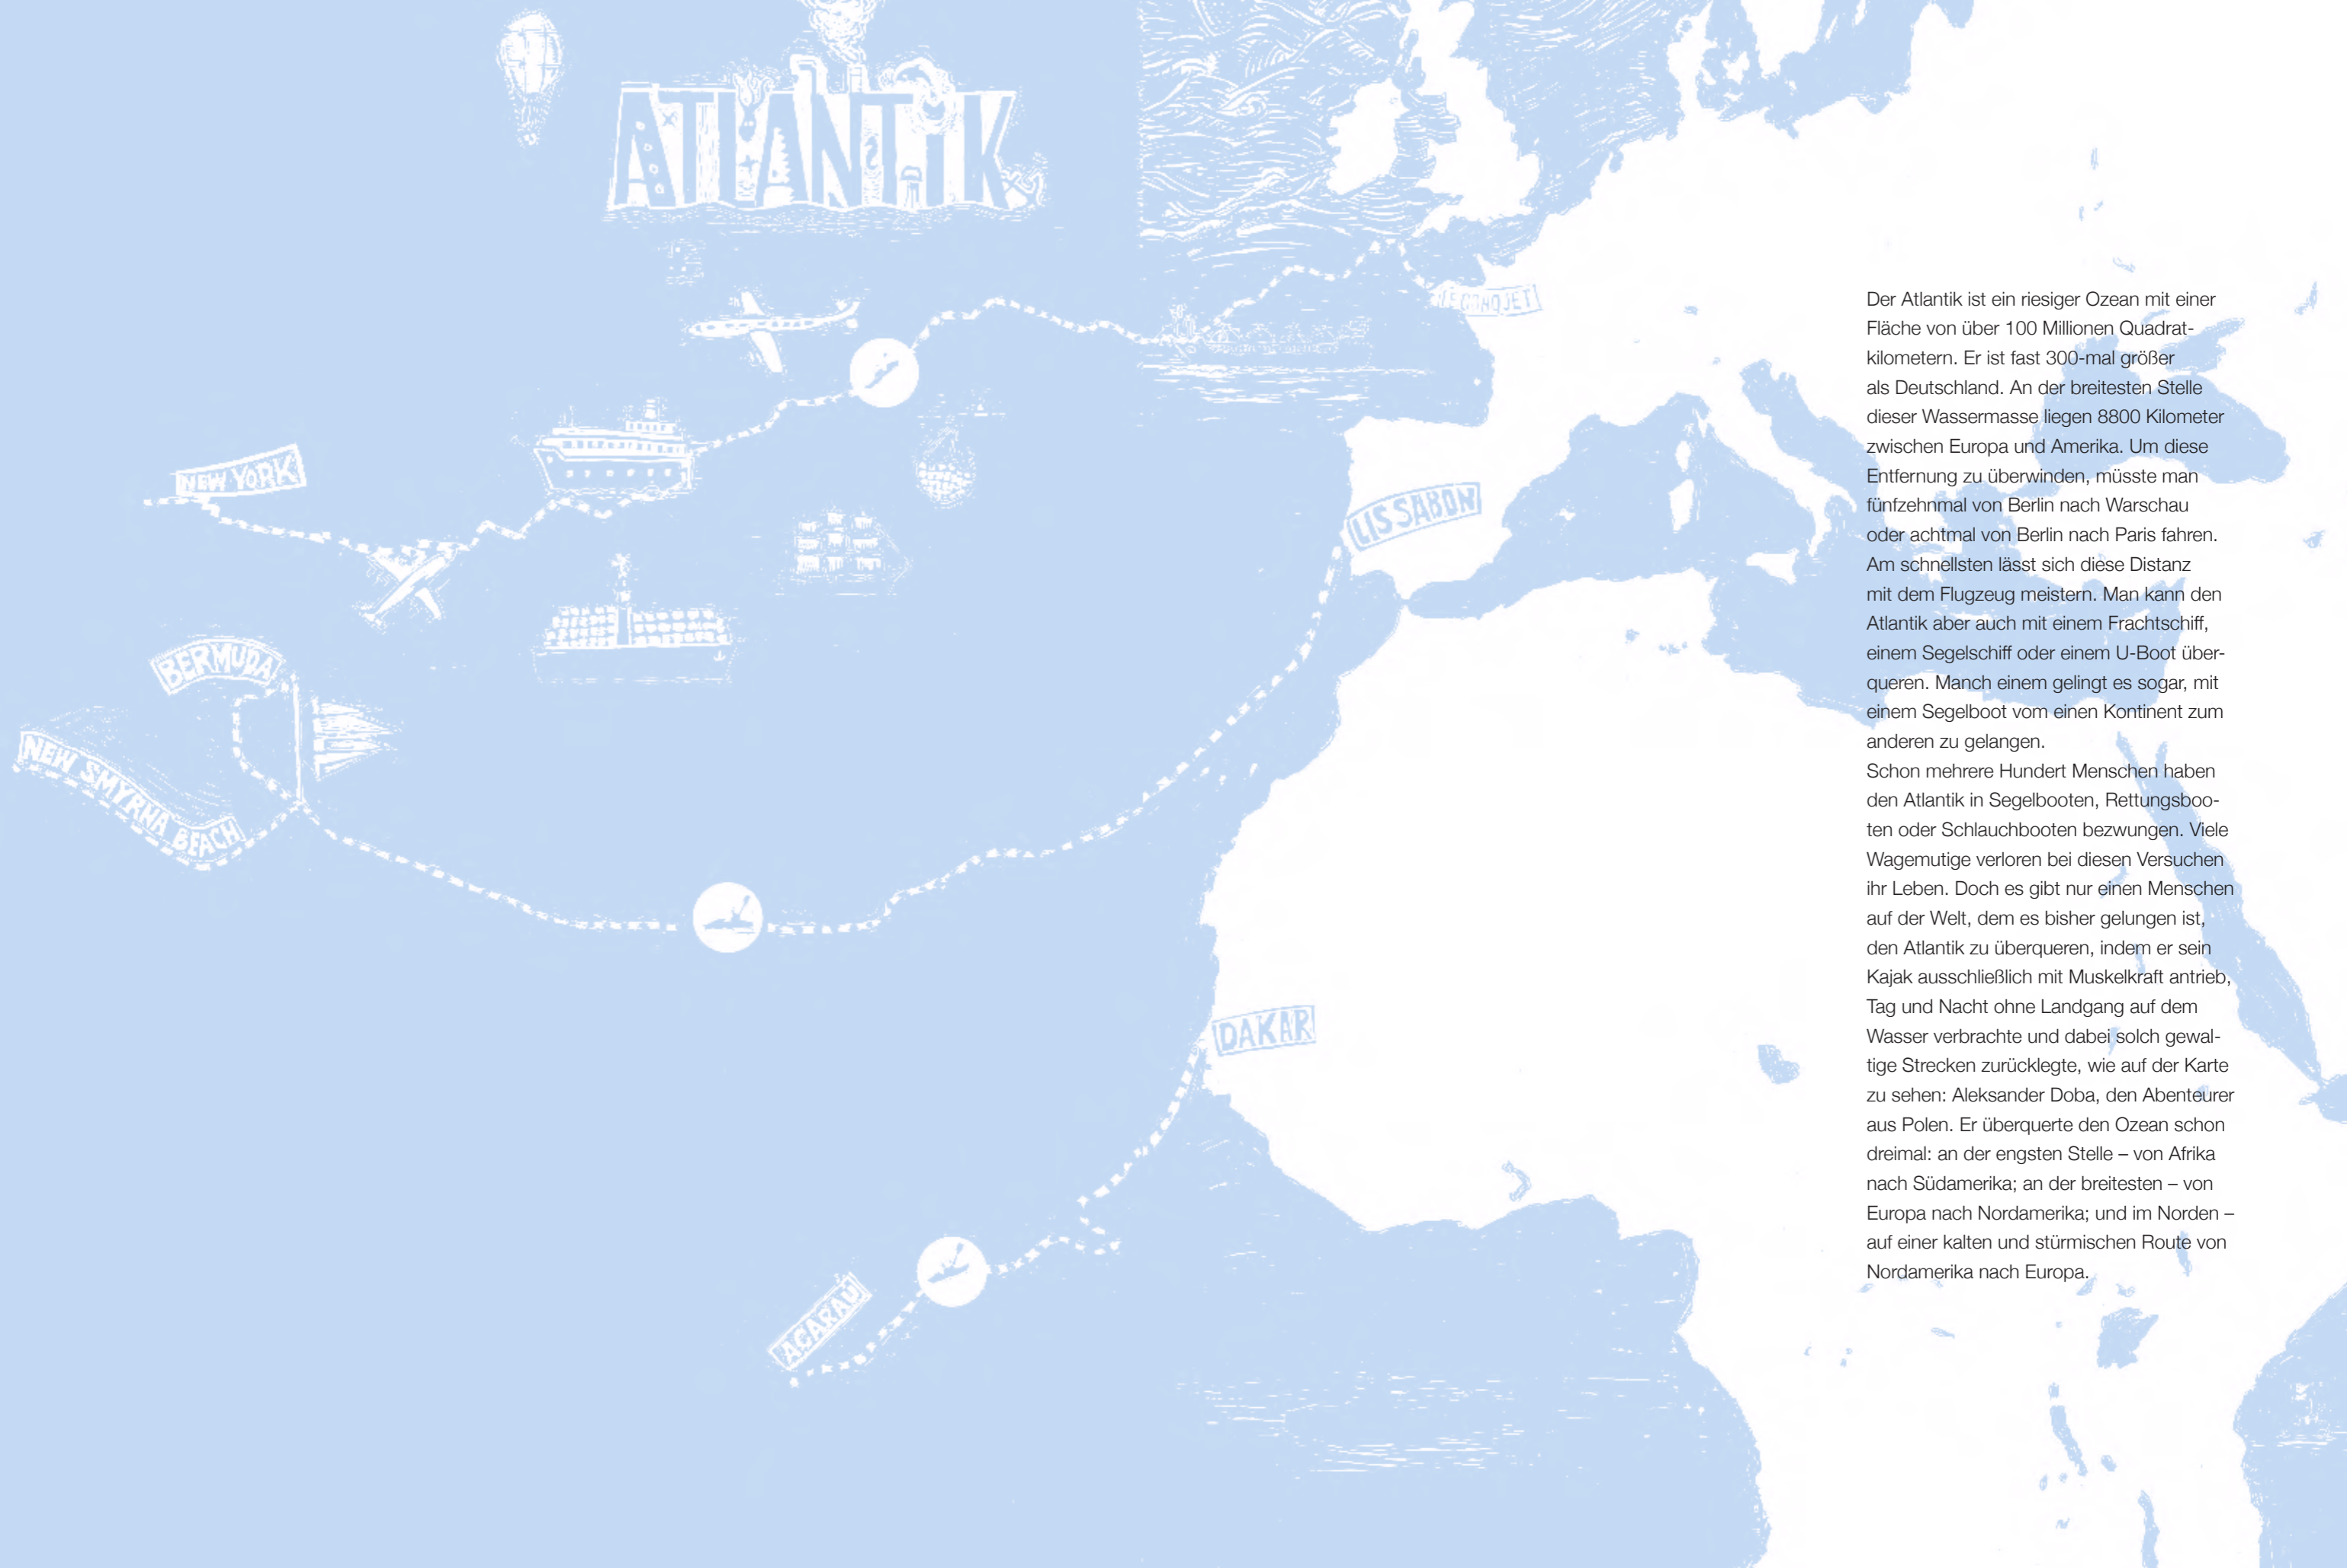 ATLANTIK
LE CONQUET
NEW YORK
LISSABON
BERMUDA
NEW SMYRNA BEACH
DAKAR
ACARAU
Der Atlantik ist ein riesiger Ozean mit einer
Fläche von über 100 Millionen Quadrat-
kilometern. Er ist fast 300-mal größer
als Deutschland. An der breitesten Stelle
dieser Wassermasse liegen 8800 Kilometer
zwischen Europa und Amerika. Um diese
Entfernung zu überwinden, müsste man
fünfzehnmal von Berlin nach Warschau
oder achtmal von Berlin nach Paris fahren.
Am schnellsten lässt sich diese Distanz
mit dem Flugzeug meistern. Man kann den
Atlantik aber auch mit einem Frachtschiff,
einem Segelschiff oder einem U-Boot über-
queren. Manch einem gelingt es sogar, mit
einem Segelboot vom einen Kontinent zum
anderen zu gelangen.
Schon mehrere Hundert Menschen haben
den Atlantik in Segelbooten, Rettungsboo-
ten oder Schlauchbooten bezwungen. Viele
Wagemutige verloren bei diesen Versuchen
ihr Leben. Doch es gibt nur einen Menschen
auf der Welt, dem es bisher gelungen ist,
den Atlantik zu überqueren, indem er sein
Kajak ausschließlich mit Muskelkraft antrieb,
Tag und Nacht ohne Landgang auf dem
Wasser verbrachte und dabei solch gewal-
tige Strecken zurücklegte, wie auf der Karte
zu sehen: Aleksander Doba, den Abenteurer
aus Polen. Er überquerte den Ozean schon
dreimal: an der engsten Stelle – von Afrika
nach Südamerika; an der breitesten – von
Europa nach Nordamerika; und im Norden –
auf einer kalten und stürmischen Route von
Nordamerika nach Europa.